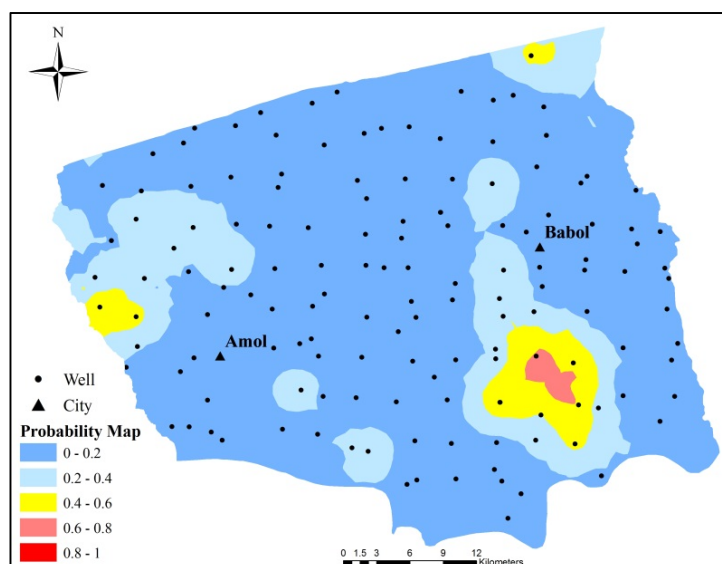 N
Babol
Amol
Well
City
Probability Map
0 - 0.2
0.2 - 0.4
0.4 - 0.6
0.6 - 0.8
0.8 - 1
0 1.5 3 6 9 12
Kilometers